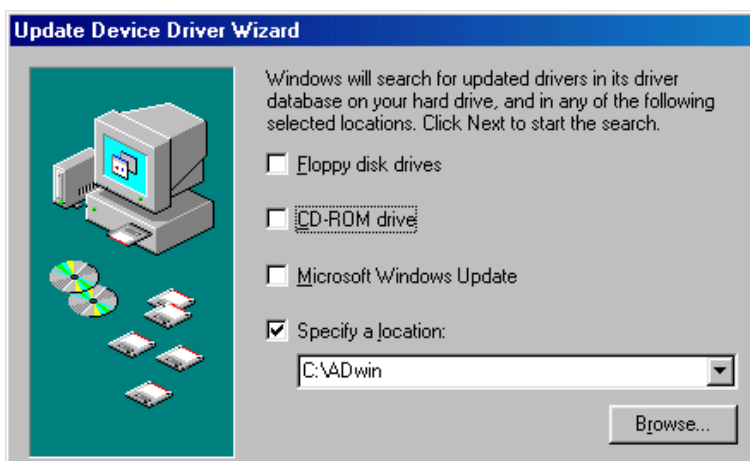 Update Device Driver Wizard
Windows will search for updated drivers in its driver
database on your hard drive, and in any of the following
selected locations. Click Next to start the search.
Floppy disk drives
CD-ROM drive
Microsoft Windows Update
Specify a location:
C:\ADwin
Browse...